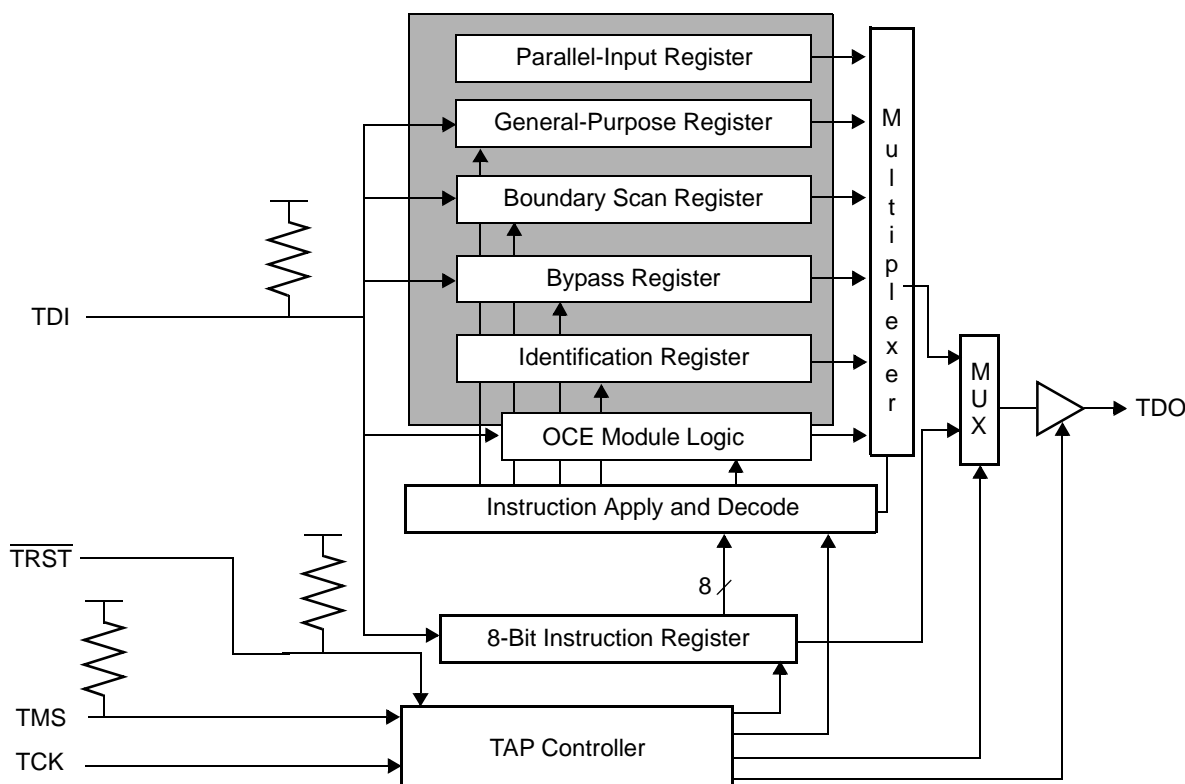 Parallel-Input Register
General-Purpose Register
Boundary Scan Register
Bypass Register
Identification Register
OCE Module Logic
Multiplexer
TDI
MUX
TDO
Instruction Apply and Decode
TRST
8
8-Bit Instruction Register
TMS
TAP Controller
TCK